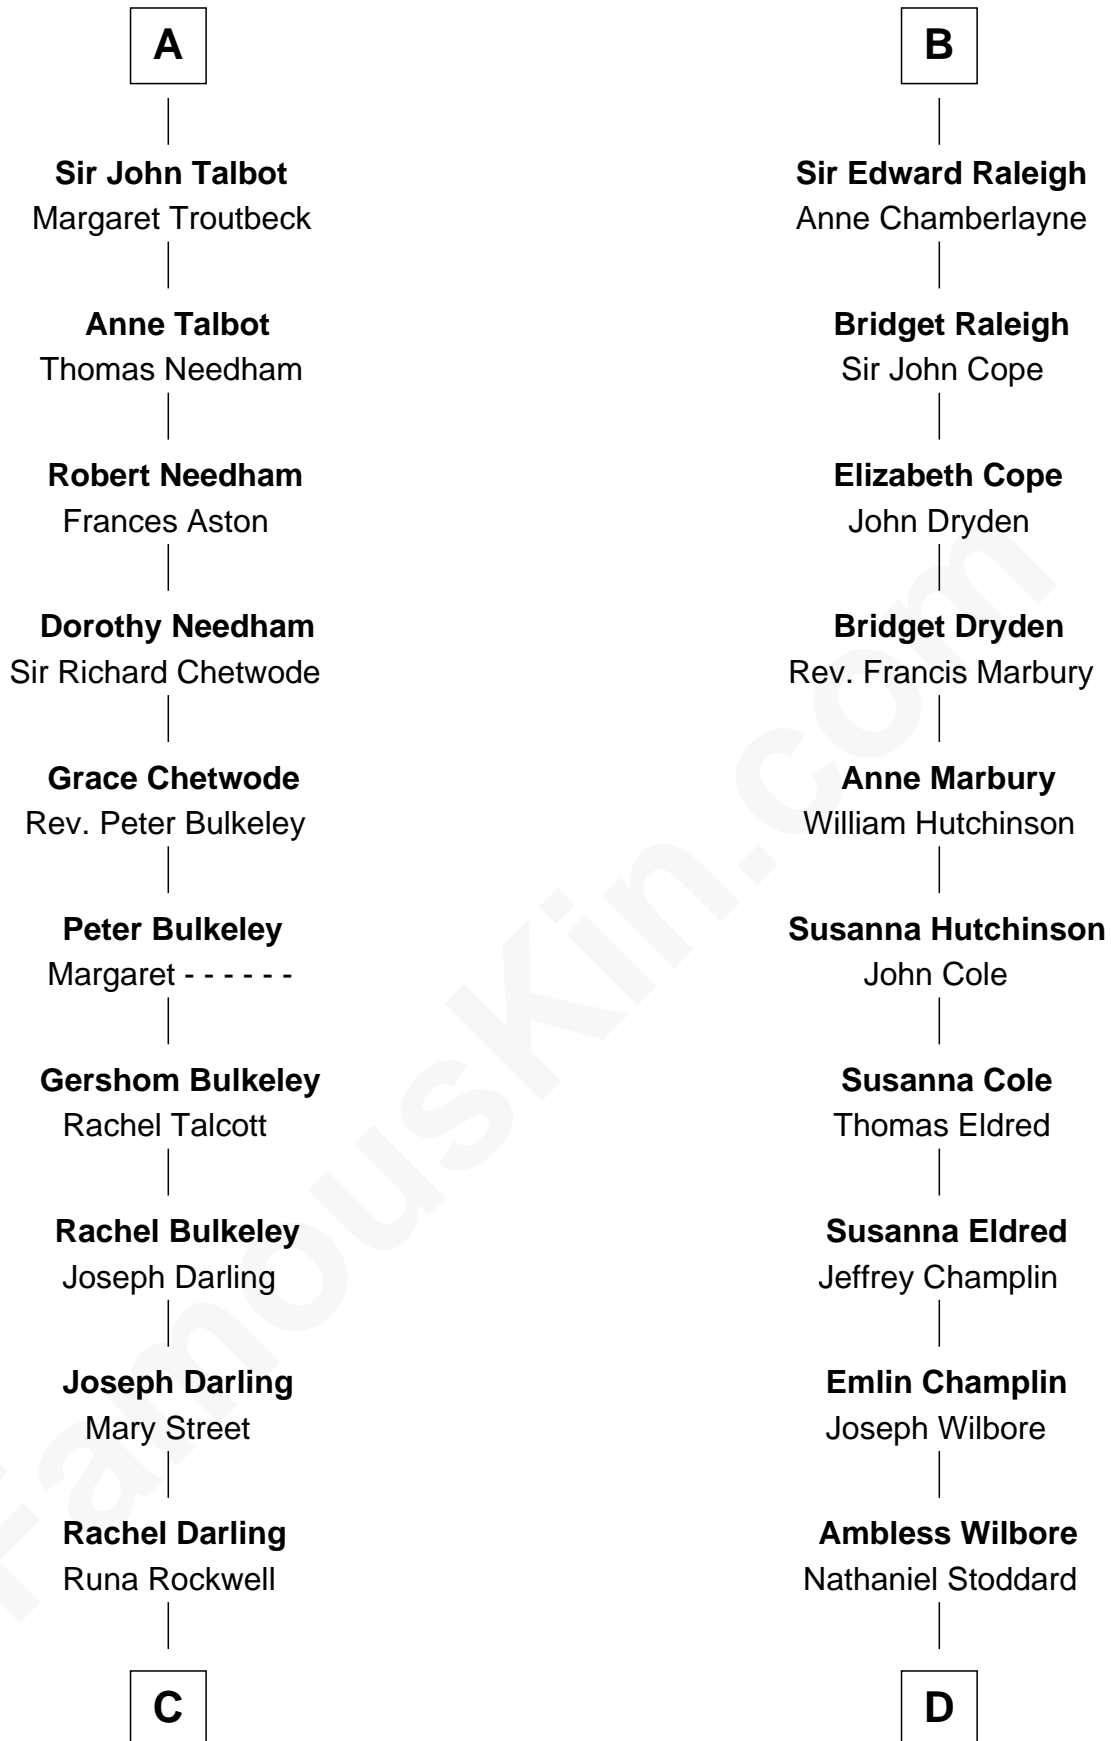 A
Sir John Talbot
Margaret Troutbeck
Anne Talbot
Thomas Needham
Robert Needham
Frances Aston
Dorothy Needham
Sir Richard Chetwode
Grace Chetwode
Rev. Peter Bulkeley
Peter Bulkeley
Margaret - - - - - -
Gershom Bulkeley
Rachel Talcott
Rachel Bulkeley
Joseph Darling
Joseph Darling
Mary Street
Rachel Darling
Runa Rockwell
C
B
Sir Edward Raleigh
Anne Chamberlayne
Bridget Raleigh
Sir John Cope
Elizabeth Cope
John Dryden
Bridget Dryden
Rev. Francis Marbury
Anne Marbury
William Hutchinson
Susanna Hutchinson
John Cole
Susanna Cole
Thomas Eldred
Susanna Eldred
Jeffrey Champlin
Emlin Champlin
Joseph Wilbore
Ambless Wilbore
Nathaniel Stoddard
D
FamousKin.com